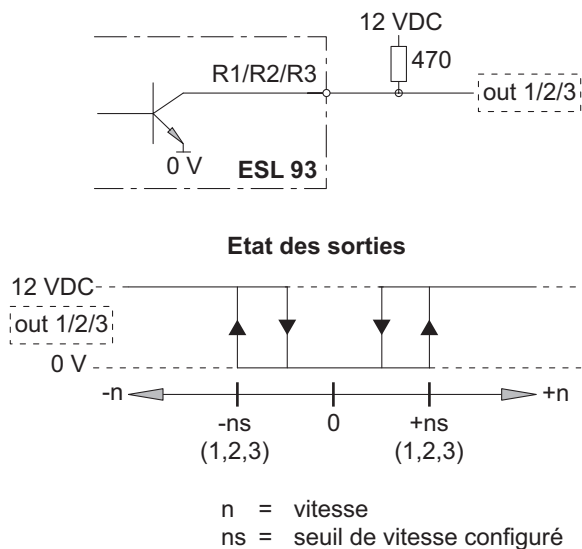 12 VDC
470
R1/R2/R3
out 1/2/3
0 V
ESL 93
Etat des sorties
12 VDC
out 1/2/3
0 V
-n
+n
-ns
0
+ns
(1,2,3)
(1,2,3)
n = vitesse
ns = seuil de vitesse configuré